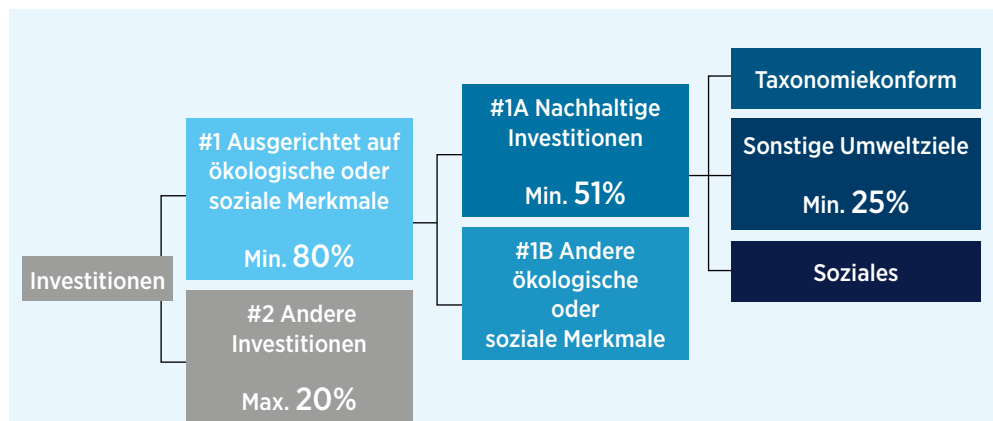 Investitionen
#1 Ausgerichtet auf
ökologische oder
soziale Merkmale
Min. 80%
#2 Andere
Investitionen
Max. 20%
#1A Nachhaltige
Investitionen
Min. 51%
#1B Andere
ökologische
oder
soziale Merkmale
Taxonomiekonform
Sonstige Umweltziele
Min. 25%
Soziales